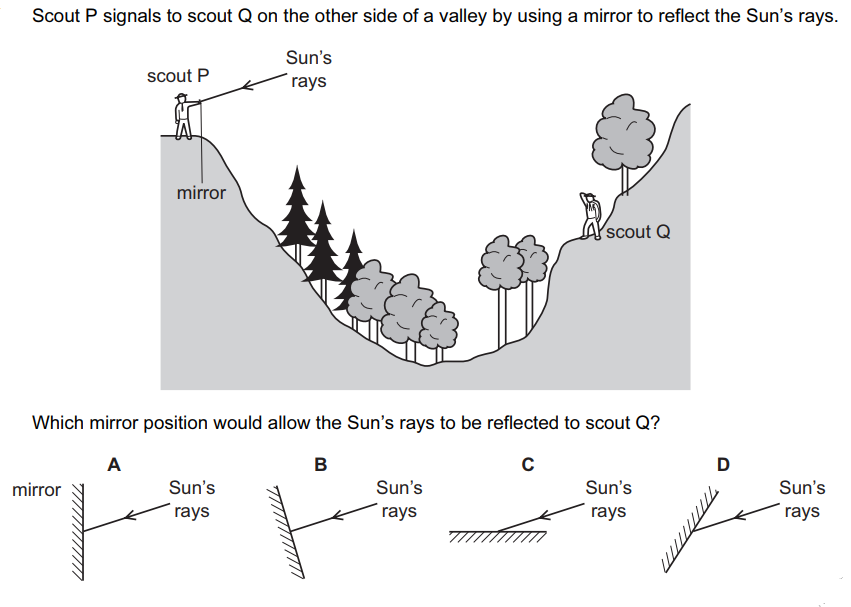 Scout P signals to scout Q on the other side of a valley by using a mirror to reflect the Sun’s rays.
Sun’s
rays
scout P
mirror
scout Q
Which mirror position would allow the Sun’s rays to be reflected to scout Q?
A
B
C
D
mirror
Sun’s
rays
Sun’s
rays
Sun’s
rays
Sun’s
rays